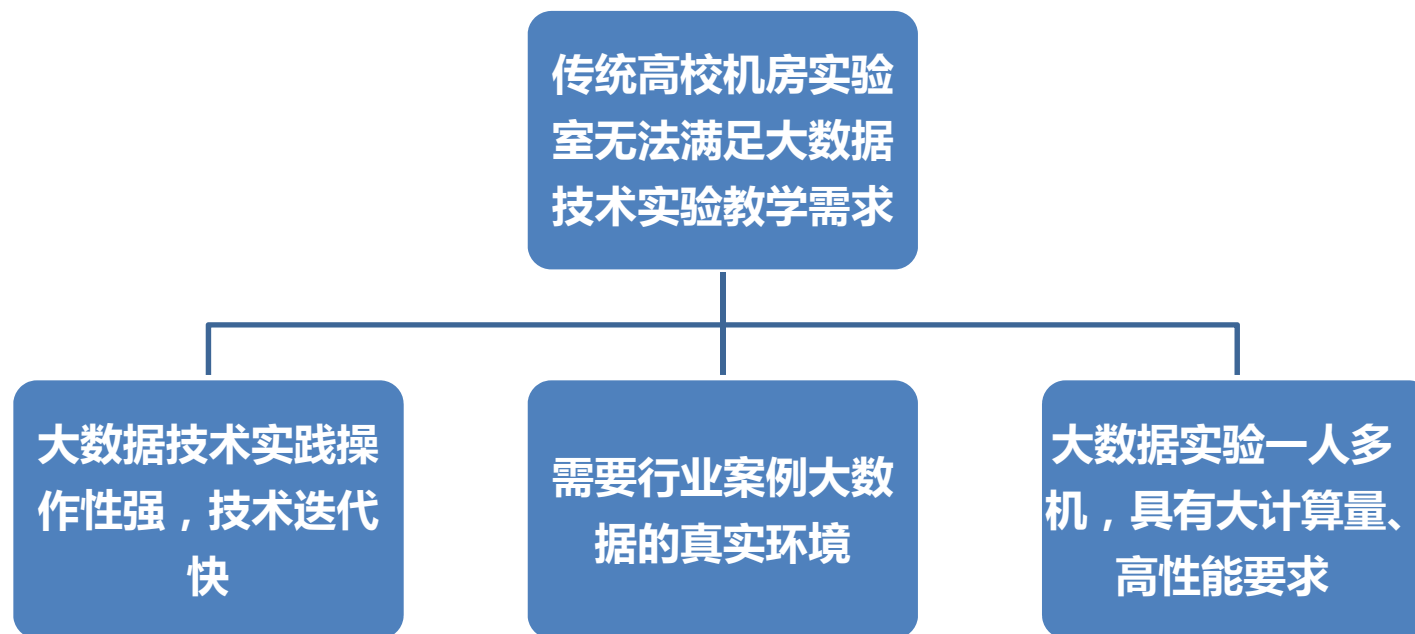 传统高校机房实验
室无法满足大数据
技术实验教学需求
大数据技术实践操
作性强，技术迭代
快
需要行业案例大数
据的真实环境
大数据实验一人多
机，具有大计算量、
高性能要求